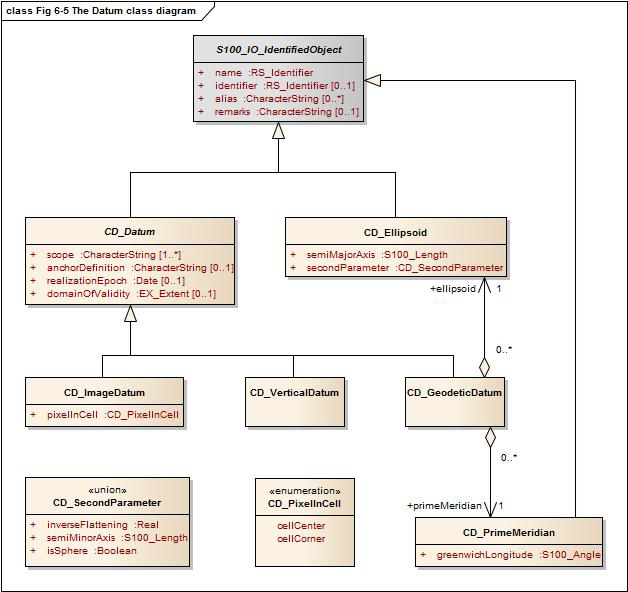 class Fig 6-5 The Datum class diagram
S100_IO_IdentifiedObject
+ name :RS_Identifier
+ identifier :RS_Identifier [0..1]
+ alias :CharacterString [0..*]
+ remarks :CharacterString [0..1]
CD_Datum
+ scope :CharacterString [1..*]
+ anchorDefinition :CharacterString [0..1]
+ realizationEpoch :Date [0..1]
+ domainOfValidity :EX_Extent [0..1]
CD_Ellipsoid
+ semiMajorAxis :S100_Length
+ secondParameter :CD_SecondParameter
+ellipsoid 1
0..*
CD_ImageDatum
+ pixelInCell :CD_PixelInCell
CD_VerticalDatum
CD_GeodeticDatum
0..*
+primeMeridian 1
«union»
CD_SecondParameter
+ inverseFlattening :Real
+ semiMinorAxis :S100_Length
+ isSphere :Boolean
«enumeration»
CD_PixelInCell
cellCenter
cellCorner
CD_PrimeMeridian
+ greenwichLongitude :S100_Angle